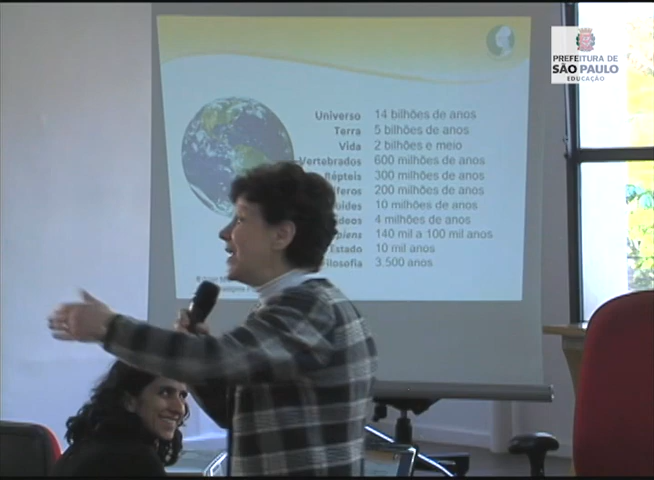 PREFEITURA DE
SÃO PAULO
EDUCAÇÃO
Universo 14 bilhões de anos
Terra 5 bilhões de anos
Vida 2 bilhões e meio
Vertebrados 600 milhões de anos
Répteis 300 milhões de anos
200 milhões de anos
10 milhões de anos
4 milhões de anos
140 mil a 100 mil anos
Estado 10 mil anos
Filosofia 3.500 anos